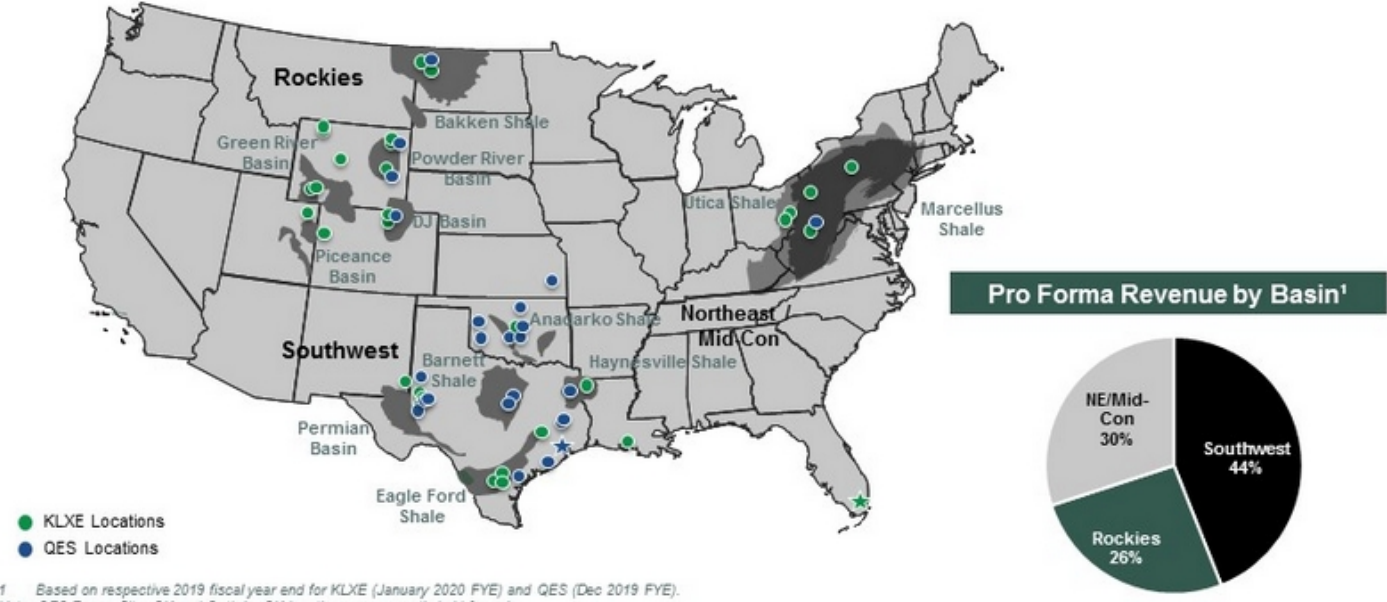 Rockies
Bakken Shale
Green River
Basin
Powder River
Basin
DJ Basin
Piceance
Basin
Utica Shale
Marcellus
Shale
Northeast
Mid-Con
Anadarko Shale
Southwest
Barnett
Shale
Haynesville Shale
Permian
Basin
Eagle Ford
Shale
KLXE Locations
QES Locations
Pro Forma Revenue by Basin¹
NE/Mid-
Con
30%
Southwest
44%
Rockies
26%
1 Based on respective 2019 fiscal year end for KLXE (January 2020 FYE) and QES (Dec 2019 FYE).